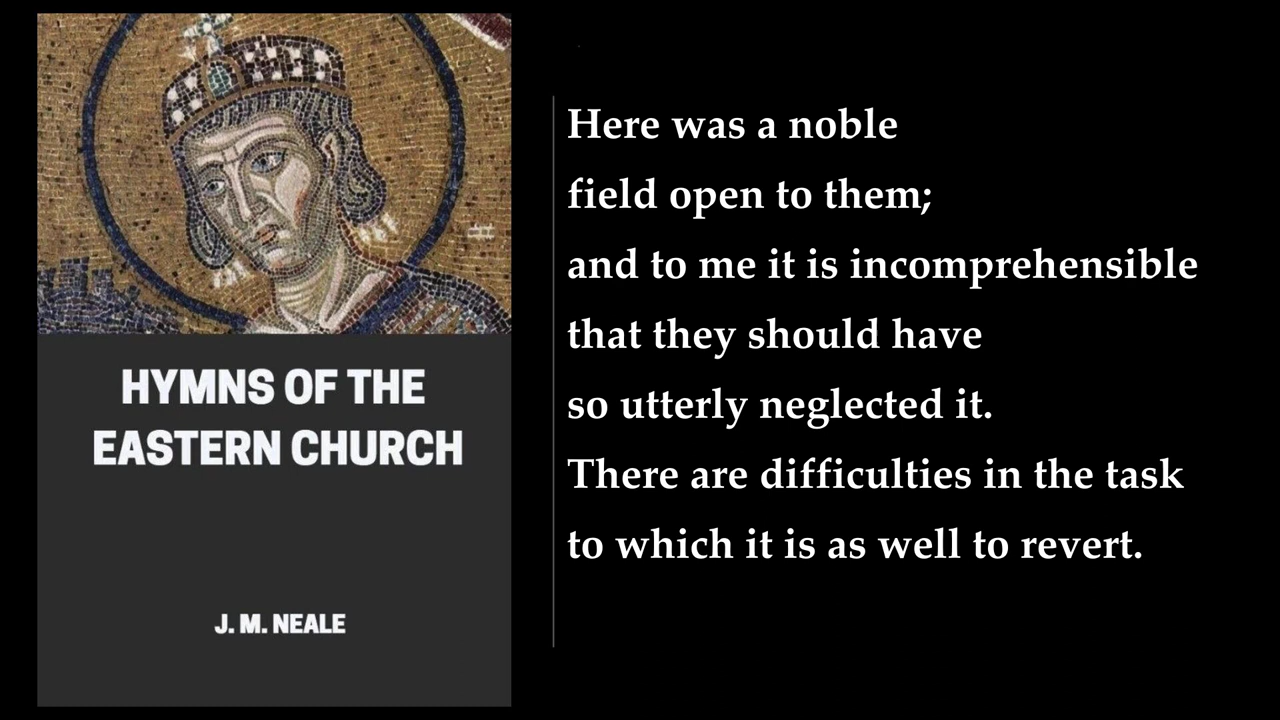 HYMNS OF THE
EASTERN CHURCH
J. M. NEALE
Here was a noble
field open to them;
and to me it is incomprehensible
that they should have
so utterly neglected it.
There are difficulties in the task
to which it is as well to revert.